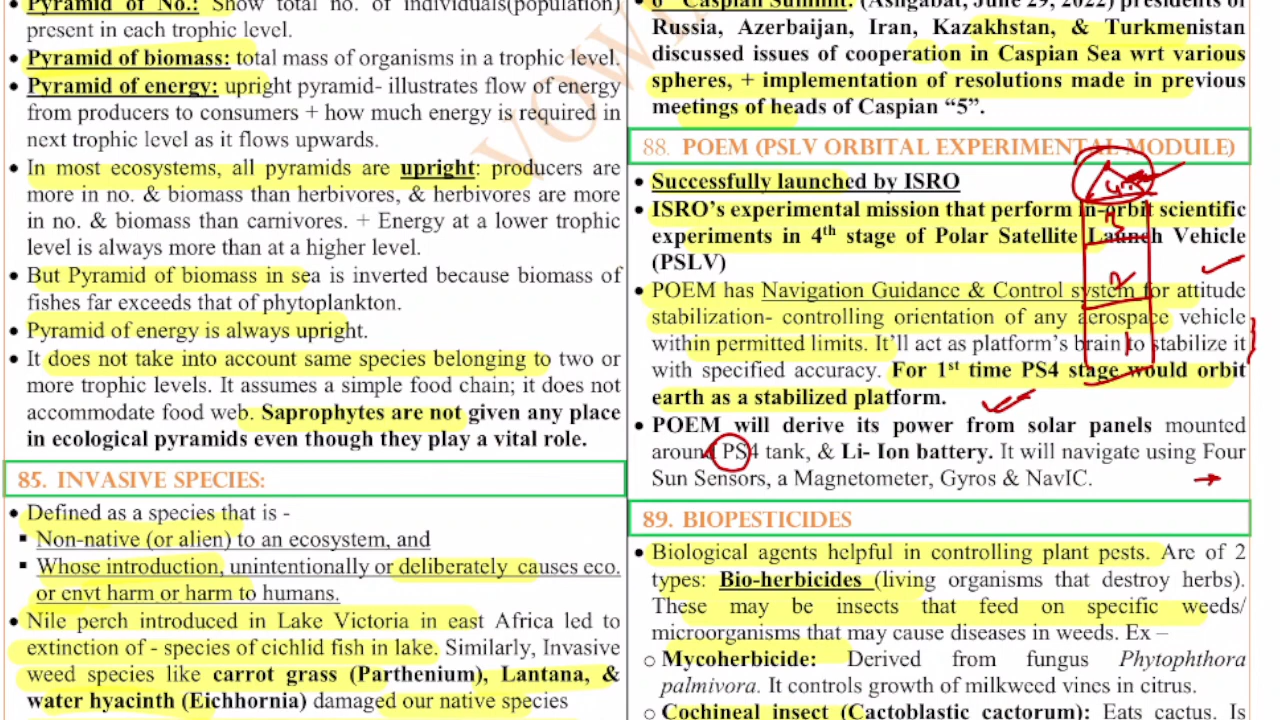 Pyramid of No.: Show total no. of individuals(population)
present in each trophic level.
• Pyramid of biomass: total mass of organisms in a trophic level.
• Pyramid of energy: upright pyramid- illustrates flow of energy
from producers to consumers + how much energy is required in
next trophic level as it flows upwards.
• In most ecosystems, all pyramids are upright: producers are
more in no. & biomass than herbivores, & herbivores are more
in no. & biomass than carnivores. + Energy at a lower trophic
level is always more than at a higher level.
• But Pyramid of biomass in sea is inverted because biomass of
fishes far exceeds that of phytoplankton.
• Pyramid of energy is always upright.
• It does not take into account same species belonging to two or
more trophic levels. It assumes a simple food chain; it does not
accommodate food web. Saprophytes are not given any place
in ecological pyramids even though they play a vital role.
85. INVASIVE SPECIES:
• Defined as a species that is -
▪ Non-native (or alien) to an ecosystem, and
▪ Whose introduction, unintentionally or deliberately causes eco.
or envt harm or harm to humans.
• Nile perch introduced in Lake Victoria in east Africa led to
extinction of - species of cichlid fish in lake. Similarly, Invasive
weed species like carrot grass (Parthenium), Lantana, &
water hyacinth (Eichhornia) damaged our native species
6th Caspian Summit: (Ashgabat, June 29, 2022) presidents of
Russia, Azerbaijan, Iran, Kazakhstan, & Turkmenistan
discussed issues of cooperation in Caspian Sea wrt various
spheres, + implementation of resolutions made in previous
meetings of heads of Caspian “5”.
88. POEM (PSLV ORBITAL EXPERIMENTAL MODULE)
• Successfully launched by ISRO
• ISRO’s experimental mission that perform in-orbit scientific
experiments in 4th stage of Polar Satellite Launch Vehicle
(PSLV)
• POEM has Navigation Guidance & Control system for attitude
stabilization- controlling orientation of any aerospace vehicle
within permitted limits. It’ll act as platform’s brain to stabilize it
with specified accuracy. For 1st time PS4 stage would orbit
earth as a stabilized platform.
• POEM will derive its power from solar panels mounted
around PS4 tank, & Li- Ion battery. It will navigate using Four
Sun Sensors, a Magnetometer, Gyros & NavIC.
89. BIOPESTICIDES
• Biological agents helpful in controlling plant pests. Are of 2
types: Bio-herbicides (living organisms that destroy herbs).
These may be insects that feed on specific weeds/
microorganisms that may cause diseases in weeds. Ex –
o Mycoherbicide: Derived from fungus Phytophthora
palmivora. It controls growth of milkweed vines in citrus.
o Cochineal insect (Cactoblastic cactorum): Eats cactus. Is
3
2
1